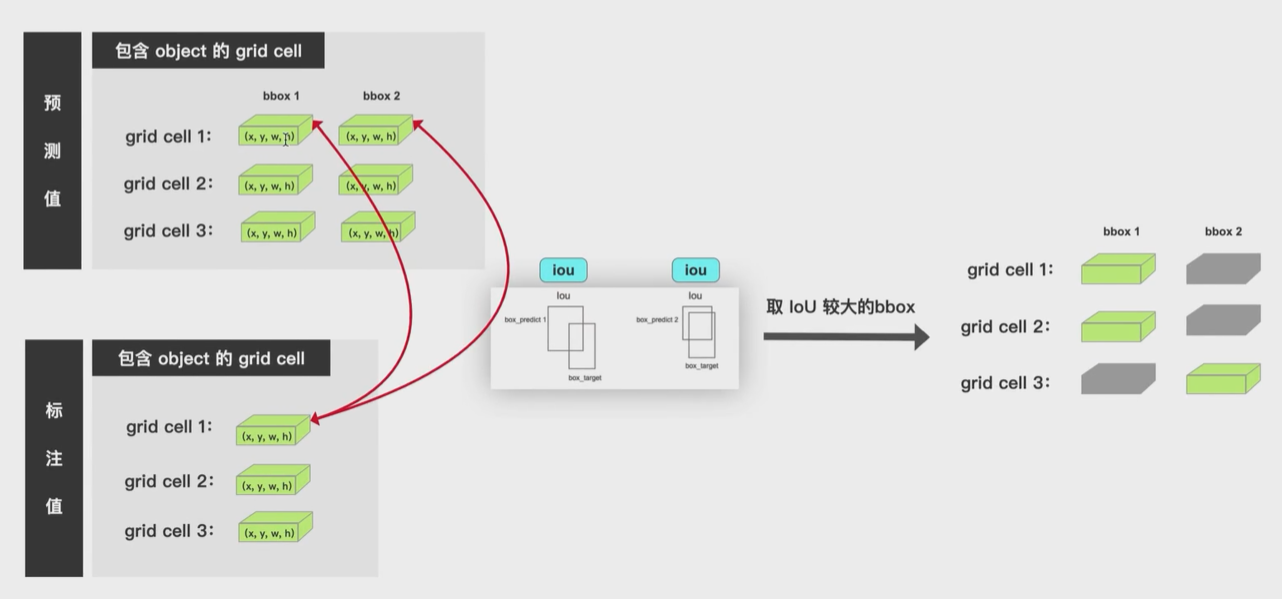 预测值
包含 object 的 grid cell
bbox 1 bbox 2
grid cell 1: (x, y, w, h) (x, y, w, h)
grid cell 2: (x, y, w, h) (x, y, w, h)
grid cell 3: (x, y, w, h) (x, y, w, h)
标注值
包含 object 的 grid cell
grid cell 1: (x, y, w, h)
grid cell 2: (x, y, w, h)
grid cell 3: (x, y, w, h)
iou iou
Iou Iou
box_predict 1 box_predict 2
box_target box_target
取 IoU 较大的bbox
bbox 1 bbox 2
grid cell 1:
grid cell 2:
grid cell 3: